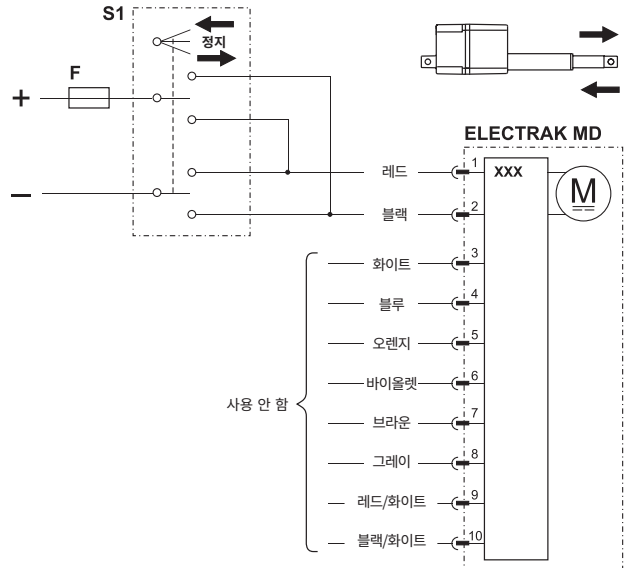 S1
정지
F
+
−
ELECTRAK MD
XXX
M
레드 1
블랙 2
화이트 3
블루 4
오렌지 5
바이올렛 6
사용 안 함
브라운 7
그레이 8
레드/화이트 9
블랙/화이트 10